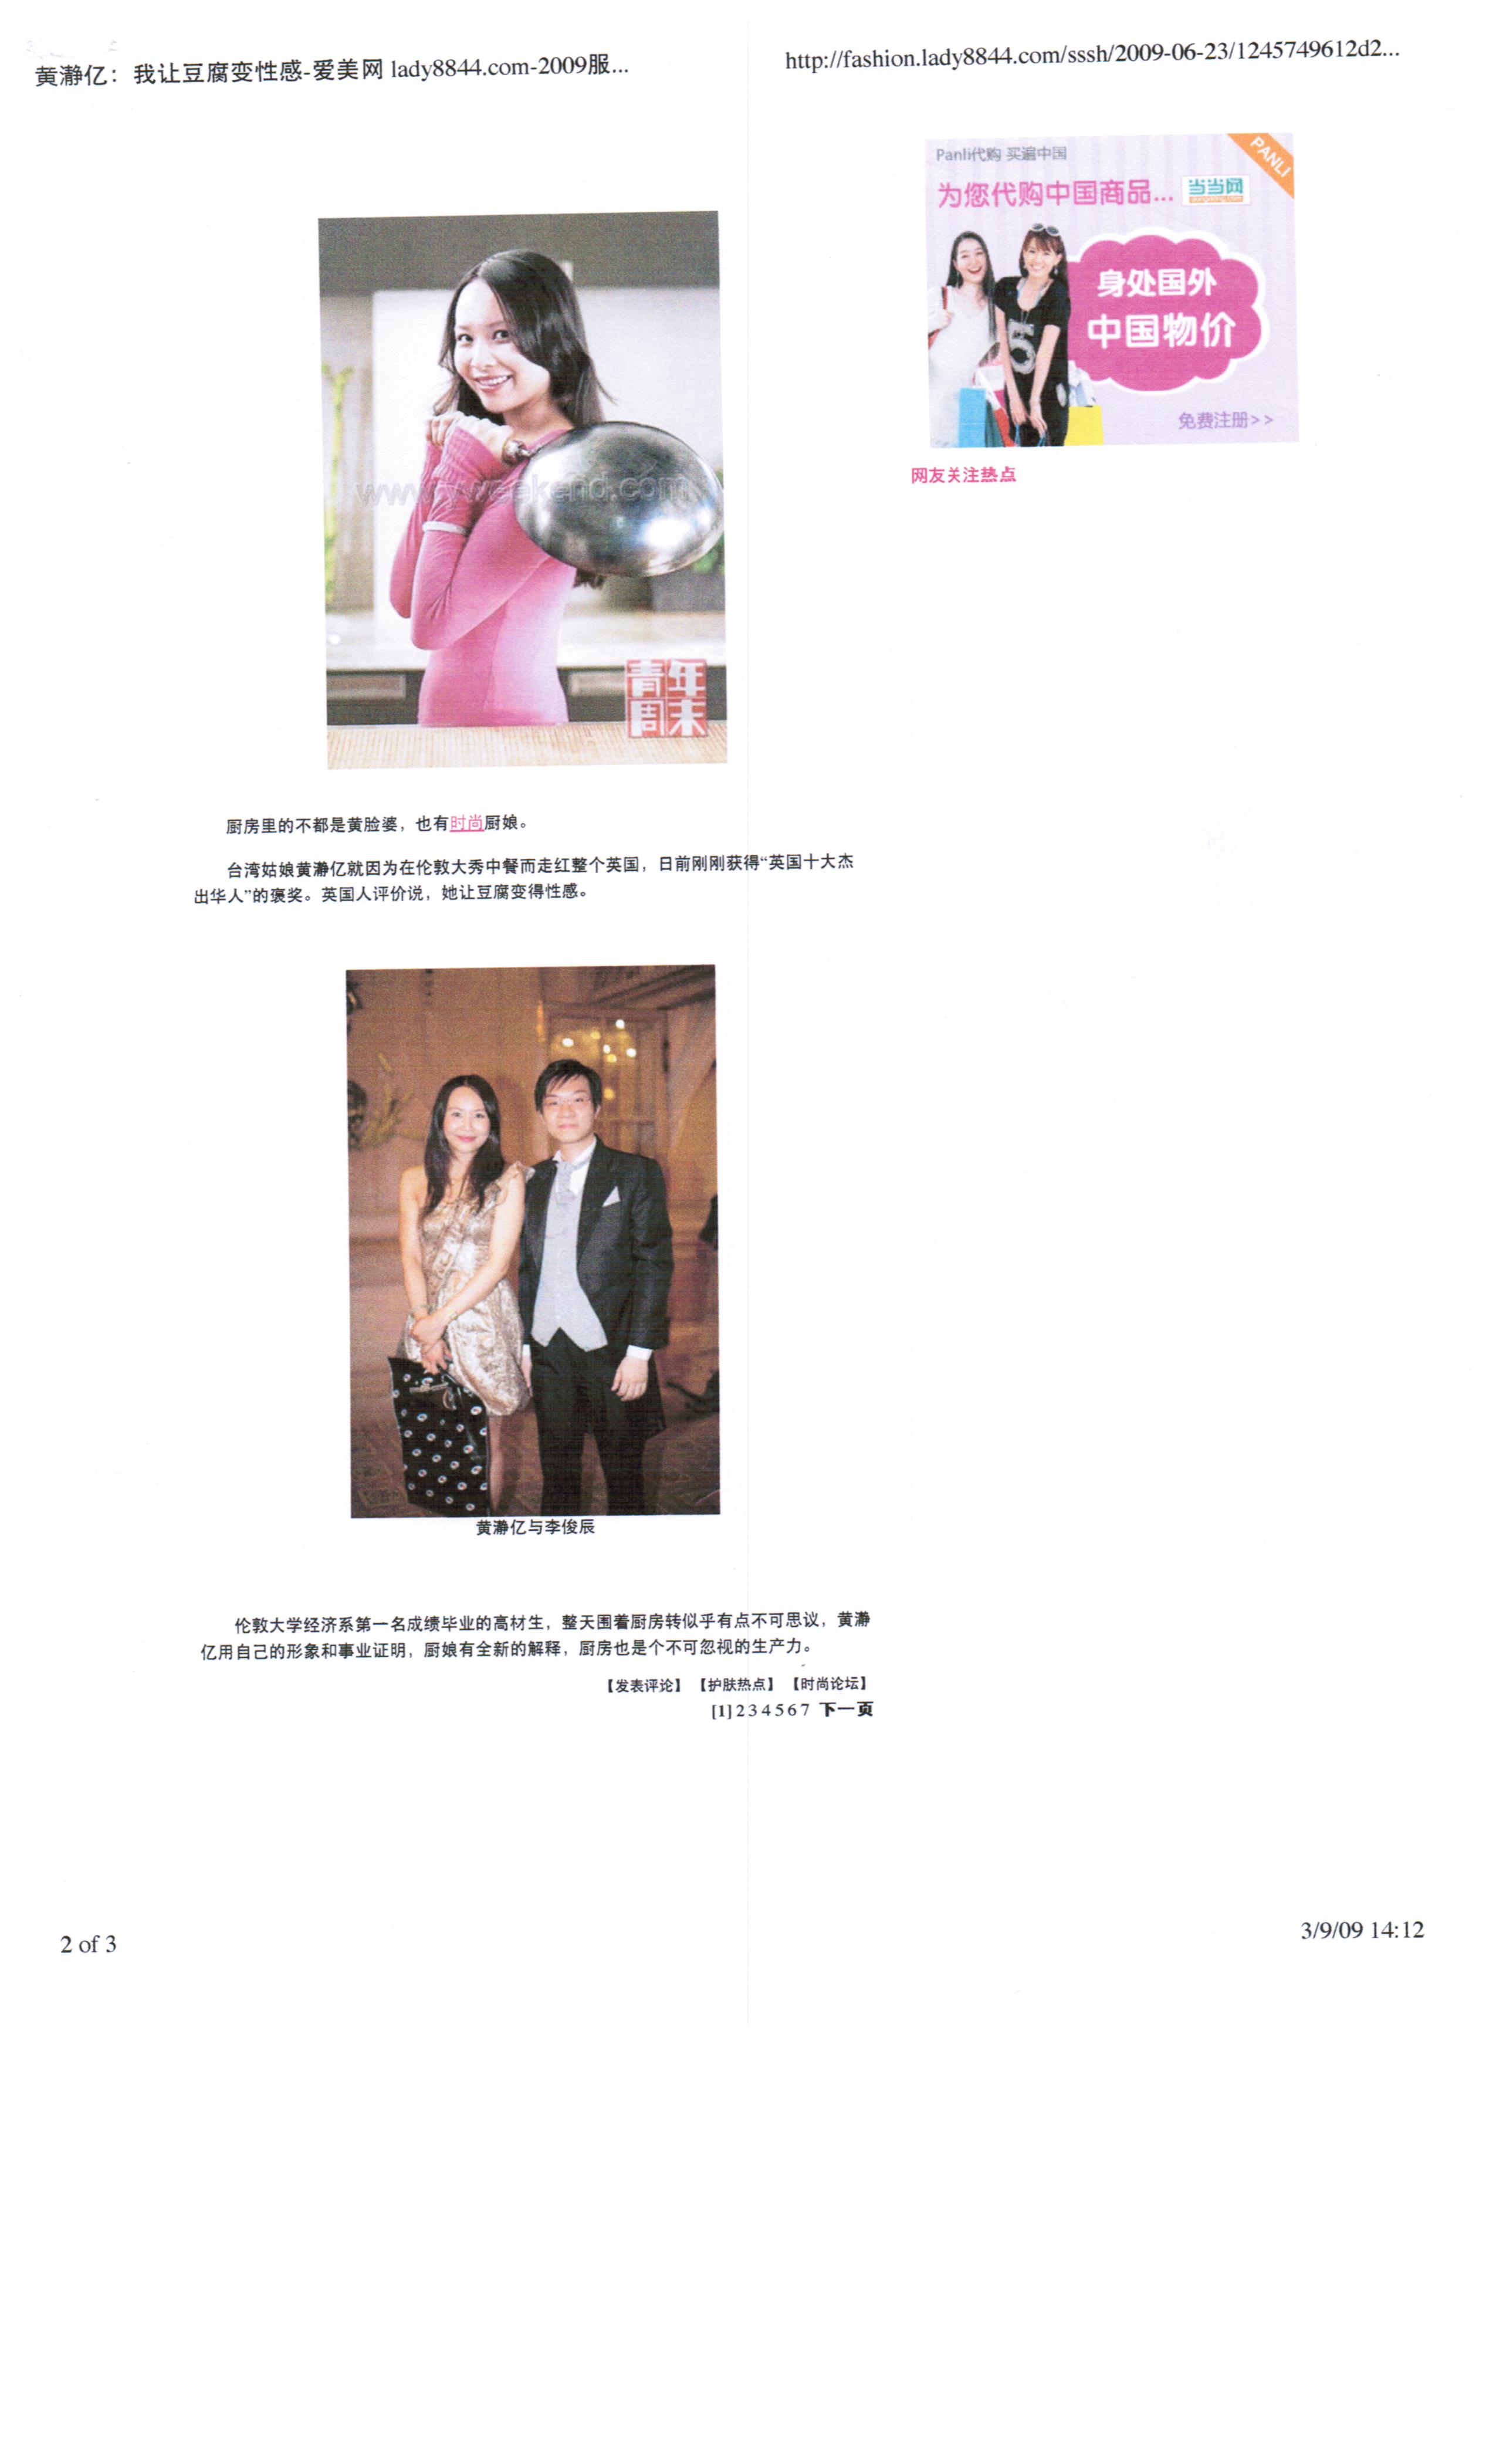 黄瀞亿：我让豆腐变性感-爱美网 lady8844.com-2009服...
http://fashion.lady8844.com/sssh/2009-06-23/1245749612d2...
Panli代购 买遍中国
PANLI
为您代购中国商品...
当当网
身处国外
中国物价
免费注册>>
网友关注热点
5
www.yweekend.com
青年
周末
厨房里的不都是黄脸婆，也有时尚厨娘。
台湾姑娘黄瀞亿就因为在伦敦大秀中餐而走红整个英国，日前刚刚获得“英国十大杰
出华人”的褒奖。英国人评价说，她让豆腐变得性感。
黄瀞亿与李俊辰
伦敦大学经济系第一名成绩毕业的高材生，整天围着厨房转似乎有点不可思议，黄瀞
亿用自己的形象和事业证明，厨娘有全新的解释，厨房也是个不可忽视的生产力。
【发表评论】 【护肤热点】 【时尚论坛】
[1] 2 3 4 5 6 7 下一页
2 of 3
3/9/09 14:12